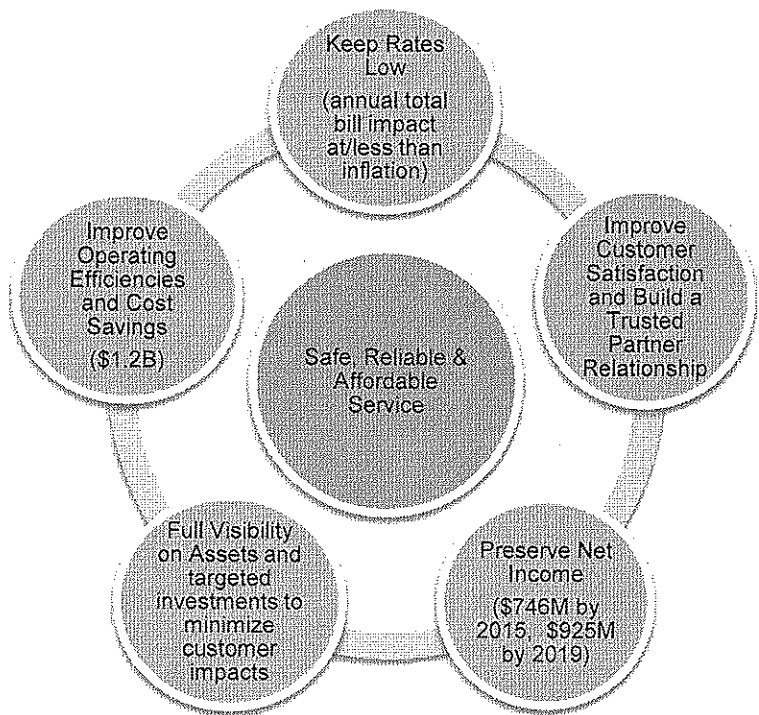 Keep Rates
Low
(annual total
bill impact
at/less than
inflation)
Improve
Customer
Satisfaction
and Build a
Trusted
Partner
Relationship
Preserve Net
Income
($746M by
2015, $925M
by 2019)
Full Visibility
on Assets and
targeted
investments to
minimize
customer
impacts
Improve
Operating
Efficiencies
and Cost
Savings
($1.2B)
Safe, Reliable &
Affordable
Service